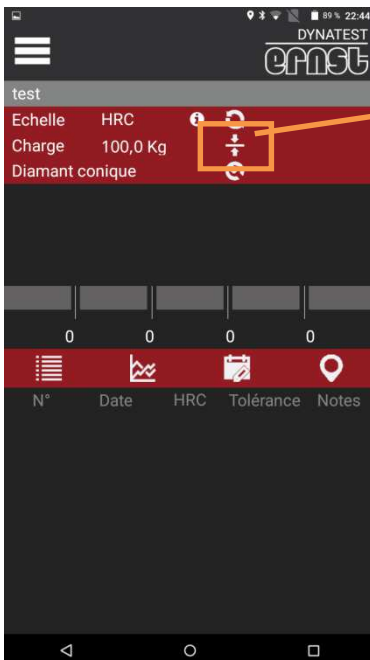 89 % 22:44
DYNATEST
ernst
test
Echelle HRC
Charge 100,0 Kg
Diamant conique
0 0 0 0
N° Date HRC Tolérance Notes